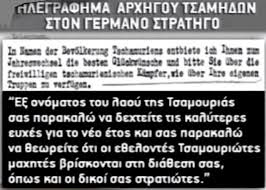 ΤΗΛΕΓΡΑΦΗΜΑ ΑΡΧΗΓΟΥ ΤΣΑΜΗΔΩΝ
ΣΤΟΝ ΓΕΡΜΑΝΟ ΣΤΡΑΤΗΓΟ
In Namen der Bevölkerung Tschamuriens entbiete ich Ihnen zum
Jahreswechsel die besten Glückwünsche und bitte Sie über die
freiwilligen tschamurienischen Kämpfer, wie über Ihre eigenen
Truppen zu verfügen.
“Εξ ονόματος του λαού της Τσαμουριάς
σας παρακαλώ να δεχτείτε τις καλύτερες
ευχές για το νέο έτος και σας παρακαλώ
να θεωρείτε ότι οι εθελοντές Τσαμουριώτες
μαχητές βρίσκονται στη διάθεση σας,
όπως και οι δικοί σας στρατιώτες.”